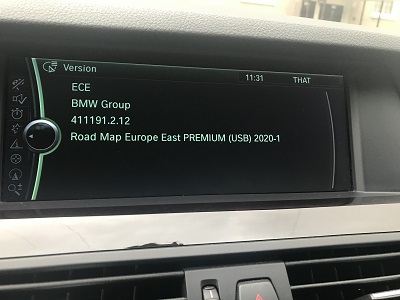 Version
11:31
THAT
ECE
BMW Group
411191.2.12
Road Map Europe East PREMIUM (USB) 2020-1